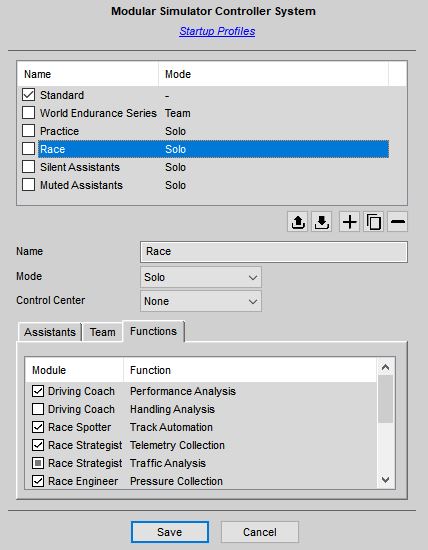 Modular Simulator Controller System
Startup Profiles
Name Mode
Standard -
World Endurance Series Team
Practice Solo
Race Solo
Silent Assistants Solo
Muted Assistants Solo
Name Race
Mode Solo
Control Center None
Assistants Team Functions
Module Function
Driving Coach Performance Analysis
Driving Coach Handling Analysis
Race Spotter Track Automation
Race Strategist Telemetry Collection
Race Strategist Traffic Analysis
Race Engineer Pressure Collection
Save Cancel